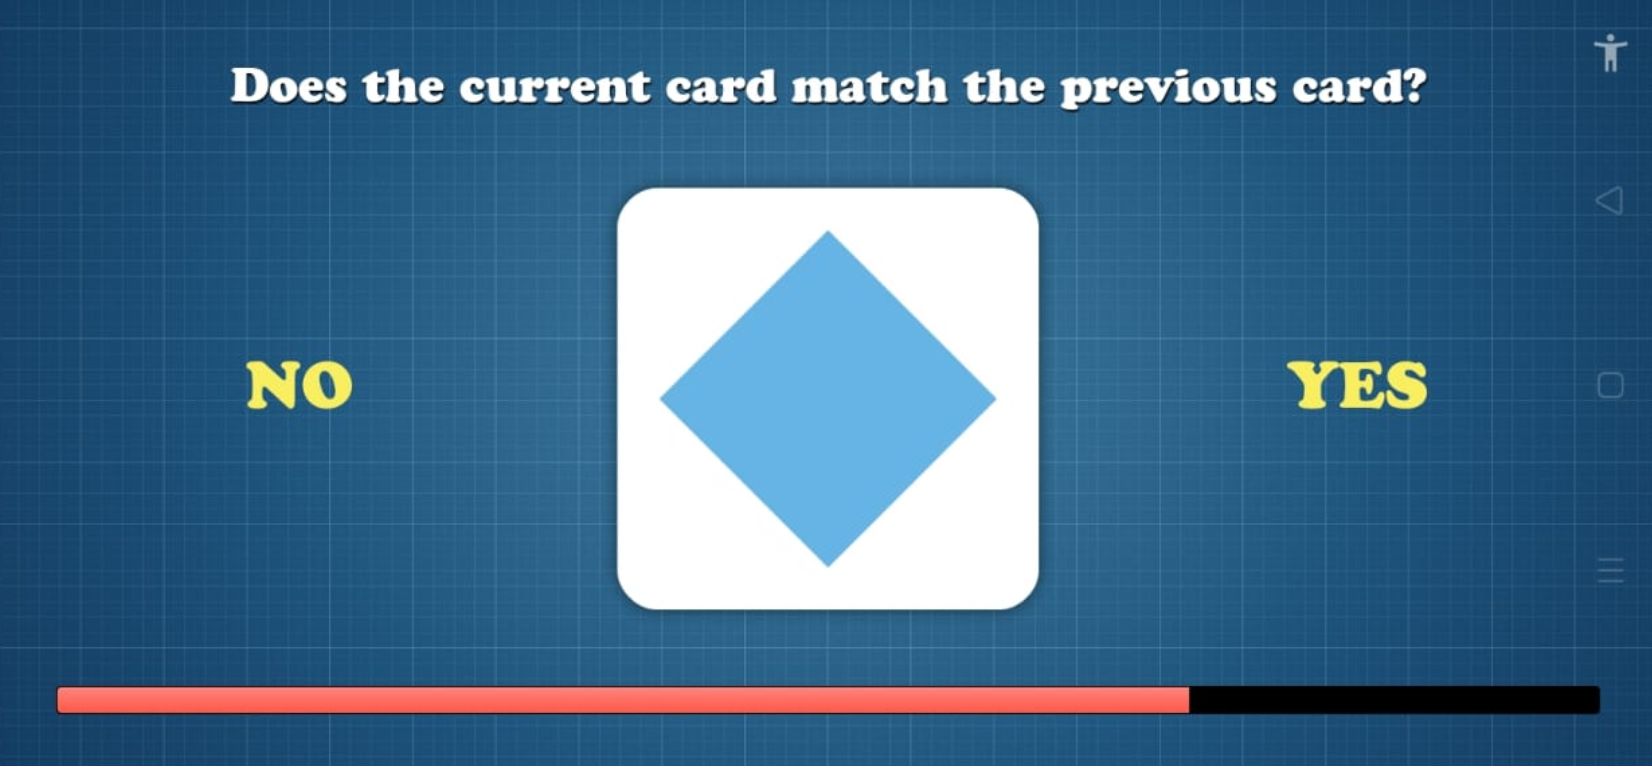 Does the current card match the previous card?
NO
YES